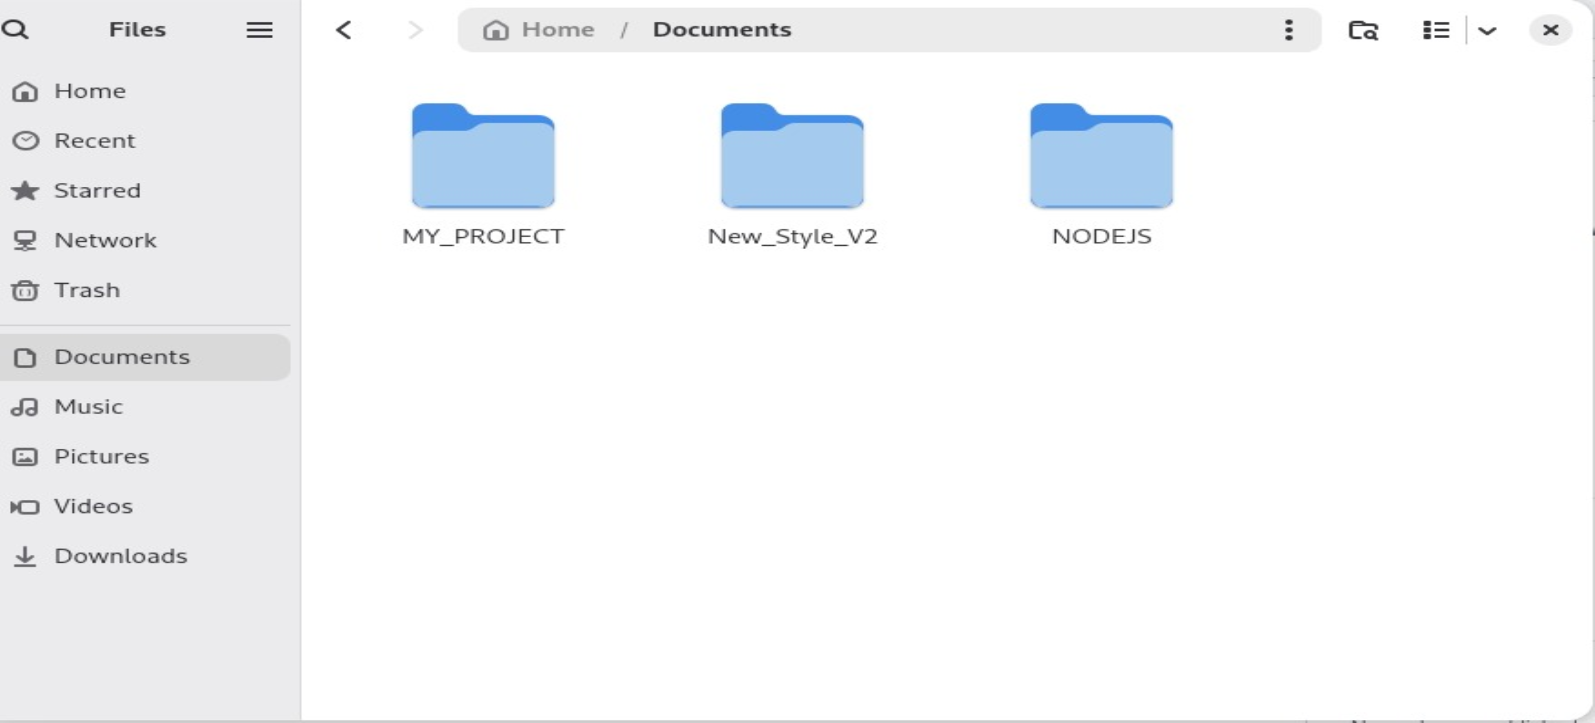 Files
Home / Documents
Home
Recent
Starred
Network
Trash
Documents
Music
Pictures
Videos
Downloads
MY_PROJECT
New_Style_V2
NODEJS